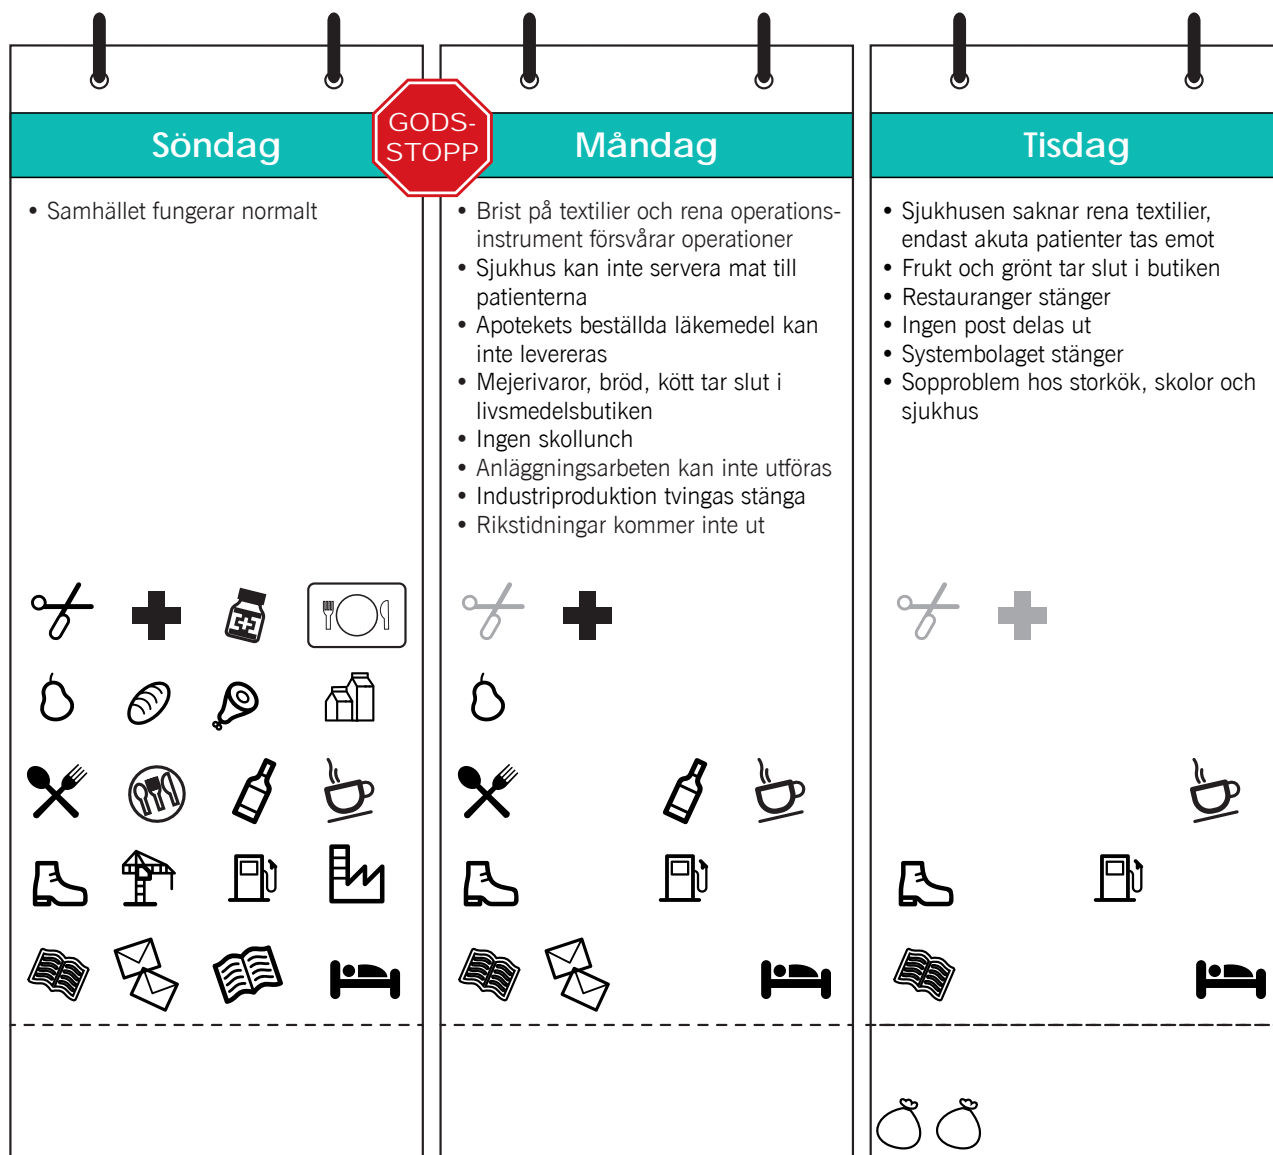 Söndag
GODS-
STOPP
Måndag
Tisdag
• Samhället fungerar normalt
• Brist på textilier och rena operations-
instrument försvårar operationer
• Sjukhus kan inte servera mat till
patienterna
• Apotekets beställda läkemedel kan
inte levereras
• Mejerivaror, bröd, kött tar slut i
livsmedelsbutiken
• Ingen skollunch
• Anläggningsarbeten kan inte utföras
• Industriproduktion tvingas stänga
• Rikstidningar kommer inte ut
• Sjukhusen saknar rena textilier,
endast akuta patienter tas emot
• Frukt och grönt tar slut i butiken
• Restauranger stänger
• Ingen post delas ut
• Systembolaget stänger
• Sopproblem hos storkök, skolor och
sjukhus